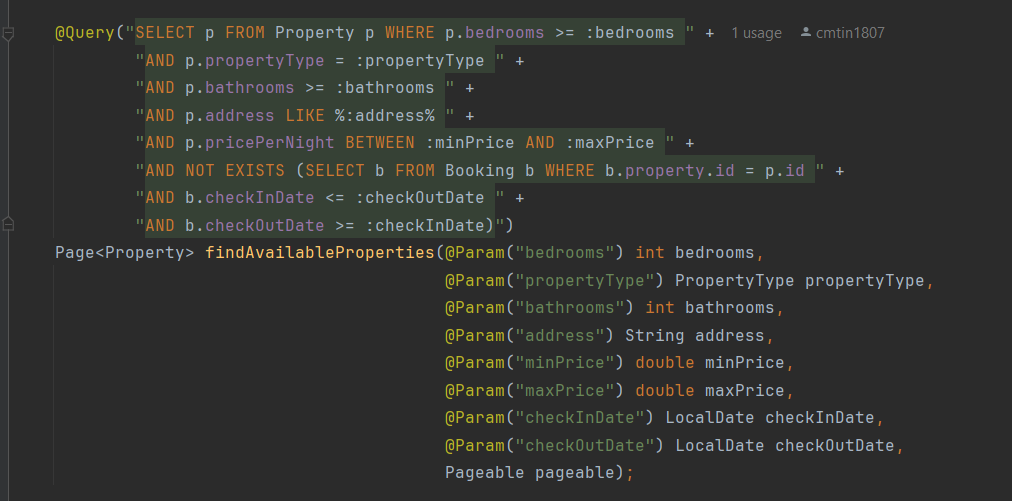 @Query("SELECT p FROM Property p WHERE p.bedrooms >= :bedrooms " + 1 usage cmtin1807
"AND p.propertyType = :propertyType " +
"AND p.bathrooms >= :bathrooms " +
"AND p.address LIKE %:address% " +
"AND p.pricePerNight BETWEEN :minPrice AND :maxPrice " +
"AND NOT EXISTS (SELECT b FROM Booking b WHERE b.property.id = p.id " +
"AND b.checkInDate <= :checkOutDate " +
"AND b.checkOutDate >= :checkInDate)")
Page<Property> findAvailableProperties(@Param("bedrooms") int bedrooms,
@Param("propertyType") PropertyType propertyType,
@Param("bathrooms") int bathrooms,
@Param("address") String address,
@Param("minPrice") double minPrice,
@Param("maxPrice") double maxPrice,
@Param("checkInDate") LocalDate checkInDate,
@Param("checkOutDate") LocalDate checkOutDate,
Pageable pageable);